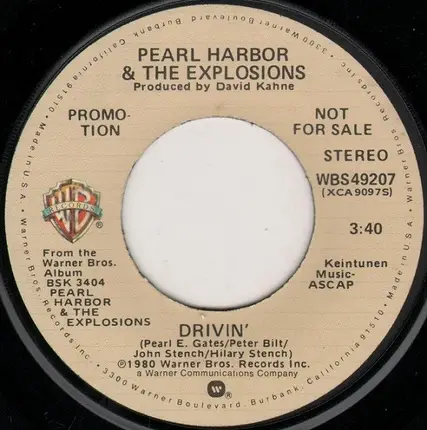 PEARL HARBOR
& THE EXPLOSIONS
Produced by David Kahne
PROMO-
TION
NOT
FOR SALE
STEREO
WBS49207
(XCA9097S)
3:40
WB
RECORDS
®
From the
Warner Bros.
Album
BSK 3404
PEARL
HARBOR
& THE
EXPLOSIONS
Keintunen
Music-
ASCAP
DRIVIN'
(Pearl E. Gates/Peter Bilt/
John Stench/Hilary Stench)
℗1980 Warner Bros. Records Inc.
a Warner Communications Company
W ®
Warner Bros. Records Inc. • 3300 Warner Boulevard, Burbank, California 91510 • Made in U.S.A. •